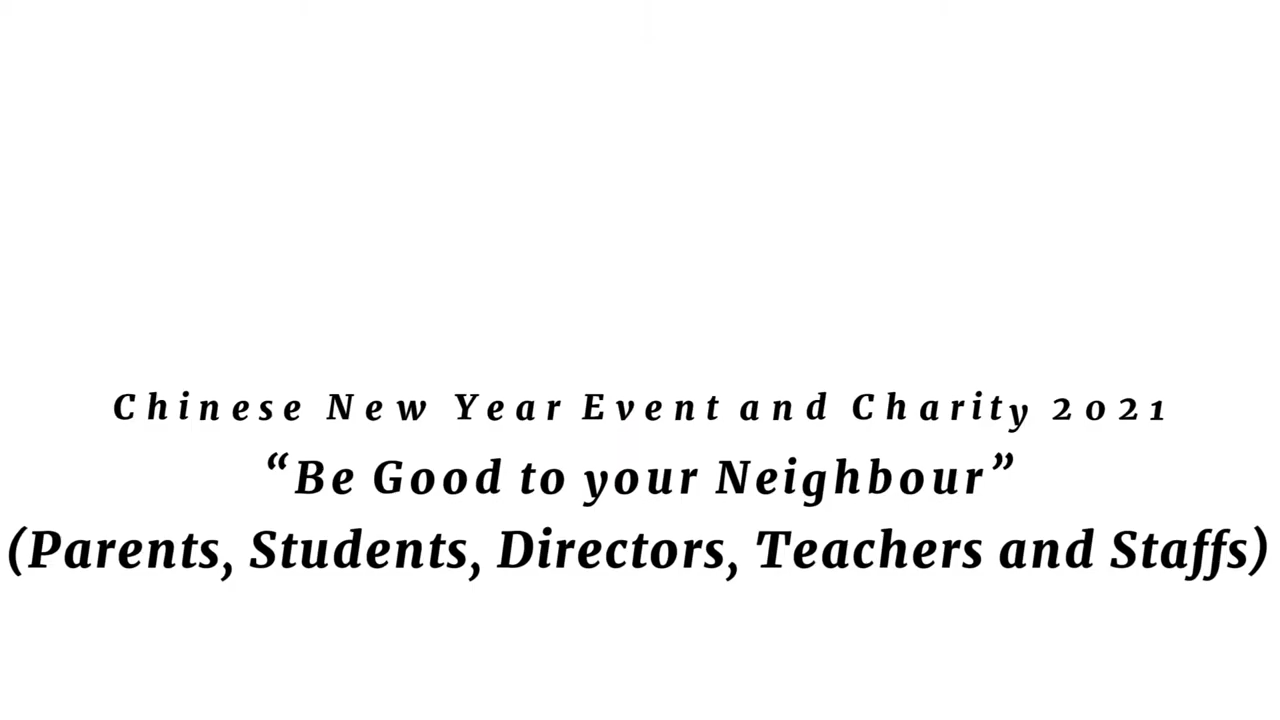 Chinese New Year Event and Charity 2021
“Be Good to your Neighbour”
(Parents, Students, Directors, Teachers and Staffs)